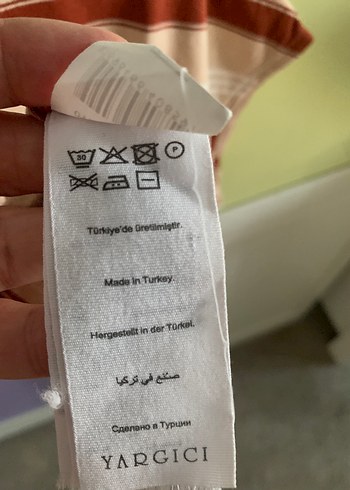 30 P
Türkiye'de üretilmiştir.
Made in Turkey.
Hergestellt in der Türkei.
صنع في تركيا
Сделано в Турции
YARGICI